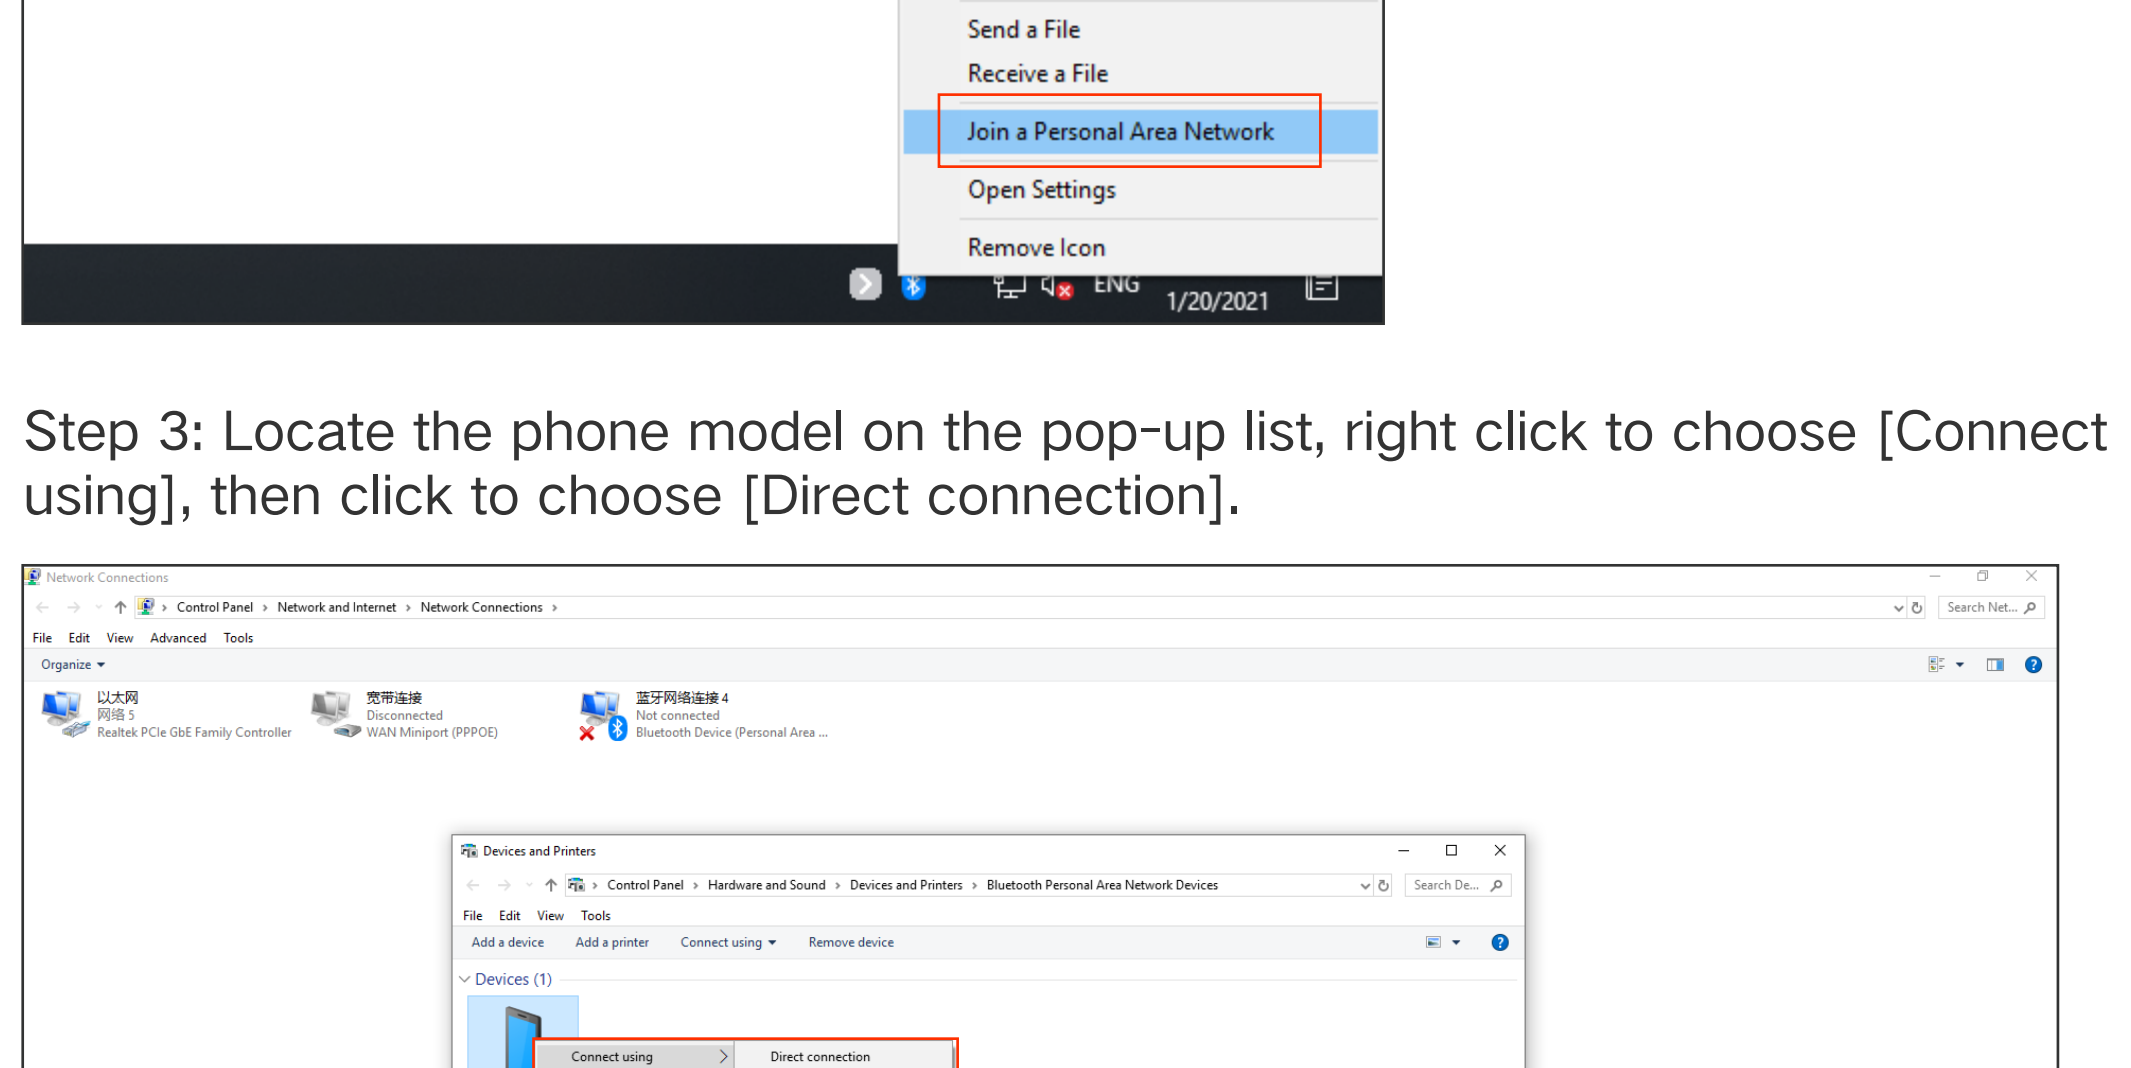 Send a File
Receive a File
Join a Personal Area Network
Open Settings
Remove Icon
ENG
1/20/2021
Step 3: Locate the phone model on the pop-up list, right click to choose [Connect
using], then click to choose [Direct connection].
Network Connections
Control Panel > Network and Internet > Network Connections >
Search Net...
File Edit View Advanced Tools
Organize
以太网
网络 5
Realtek PCIe GbE Family Controller
宽带连接
Disconnected
WAN Miniport (PPPOE)
蓝牙网络连接 4
Not connected
Bluetooth Device (Personal Area ...
Devices and Printers
Control Panel > Hardware and Sound > Devices and Printers > Bluetooth Personal Area Network Devices
Search De...
File Edit View Tools
Add a device Add a printer Connect using Remove device
Devices (1)
Connect using
Direct connection